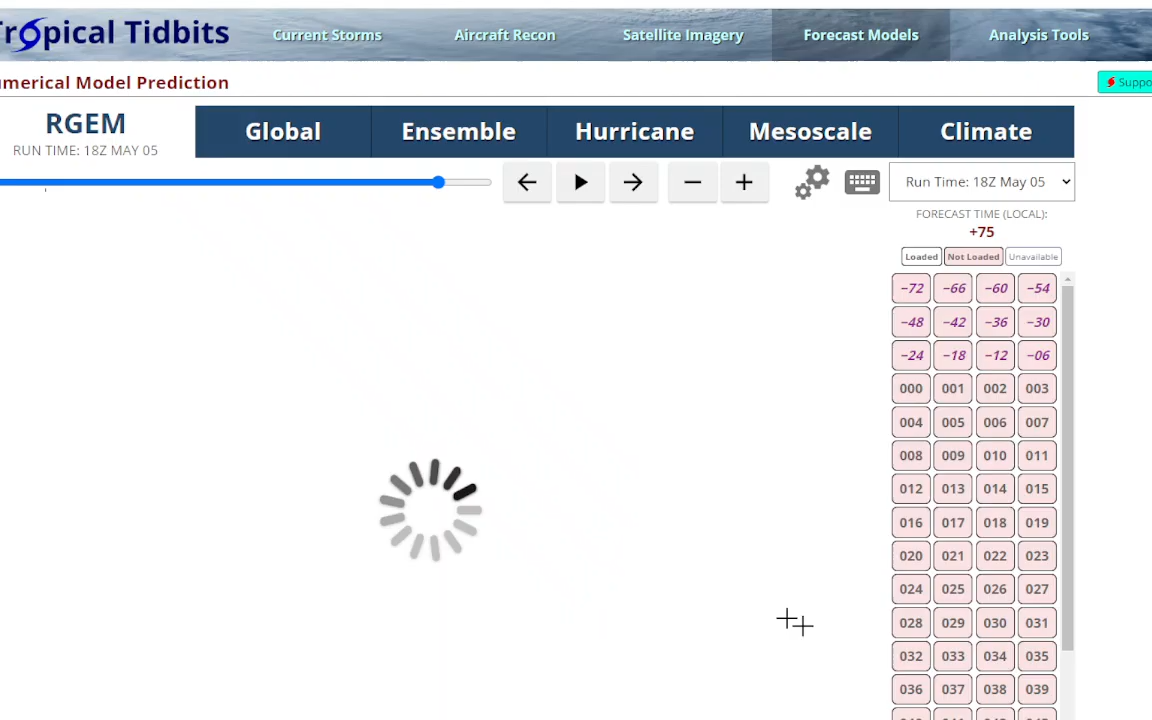 Tropical Tidbits
Current Storms Aircraft Recon Satellite Imagery Forecast Models Analysis Tools
umerical Model Prediction
Suppo
RGEM
RUN TIME: 18Z MAY 05
Global Ensemble Hurricane Mesoscale Climate
Run Time: 18Z May 05
FORECAST TIME (LOCAL):
+75
Loaded Not Loaded Unavailable
−72 −66 −60 −54
−48 −42 −36 −30
−24 −18 −12 −06
000 001 002 003
004 005 006 007
008 009 010 011
012 013 014 015
016 017 018 019
020 021 022 023
024 025 026 027
028 029 030 031
032 033 034 035
036 037 038 039